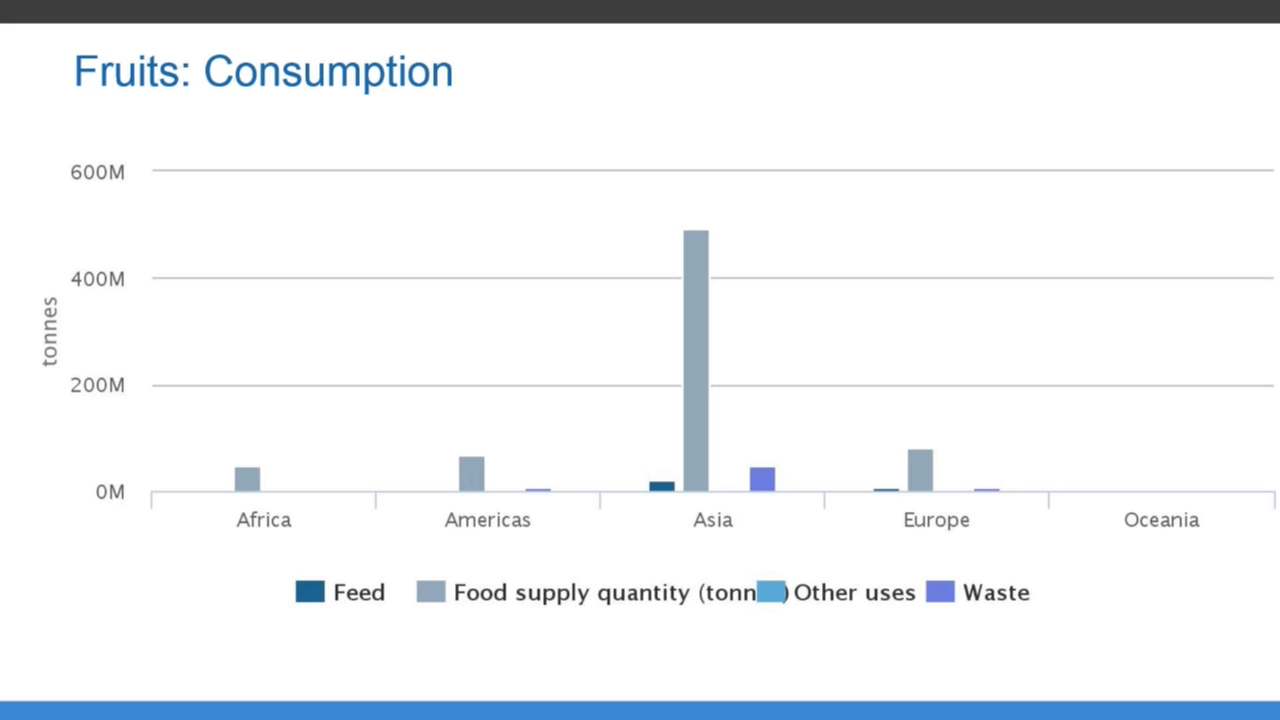 Fruits: Consumption
600M
400M
200M
0M
tonnes
Africa Americas Asia Europe Oceania
Feed Food supply quantity (tonn ) Other uses Waste